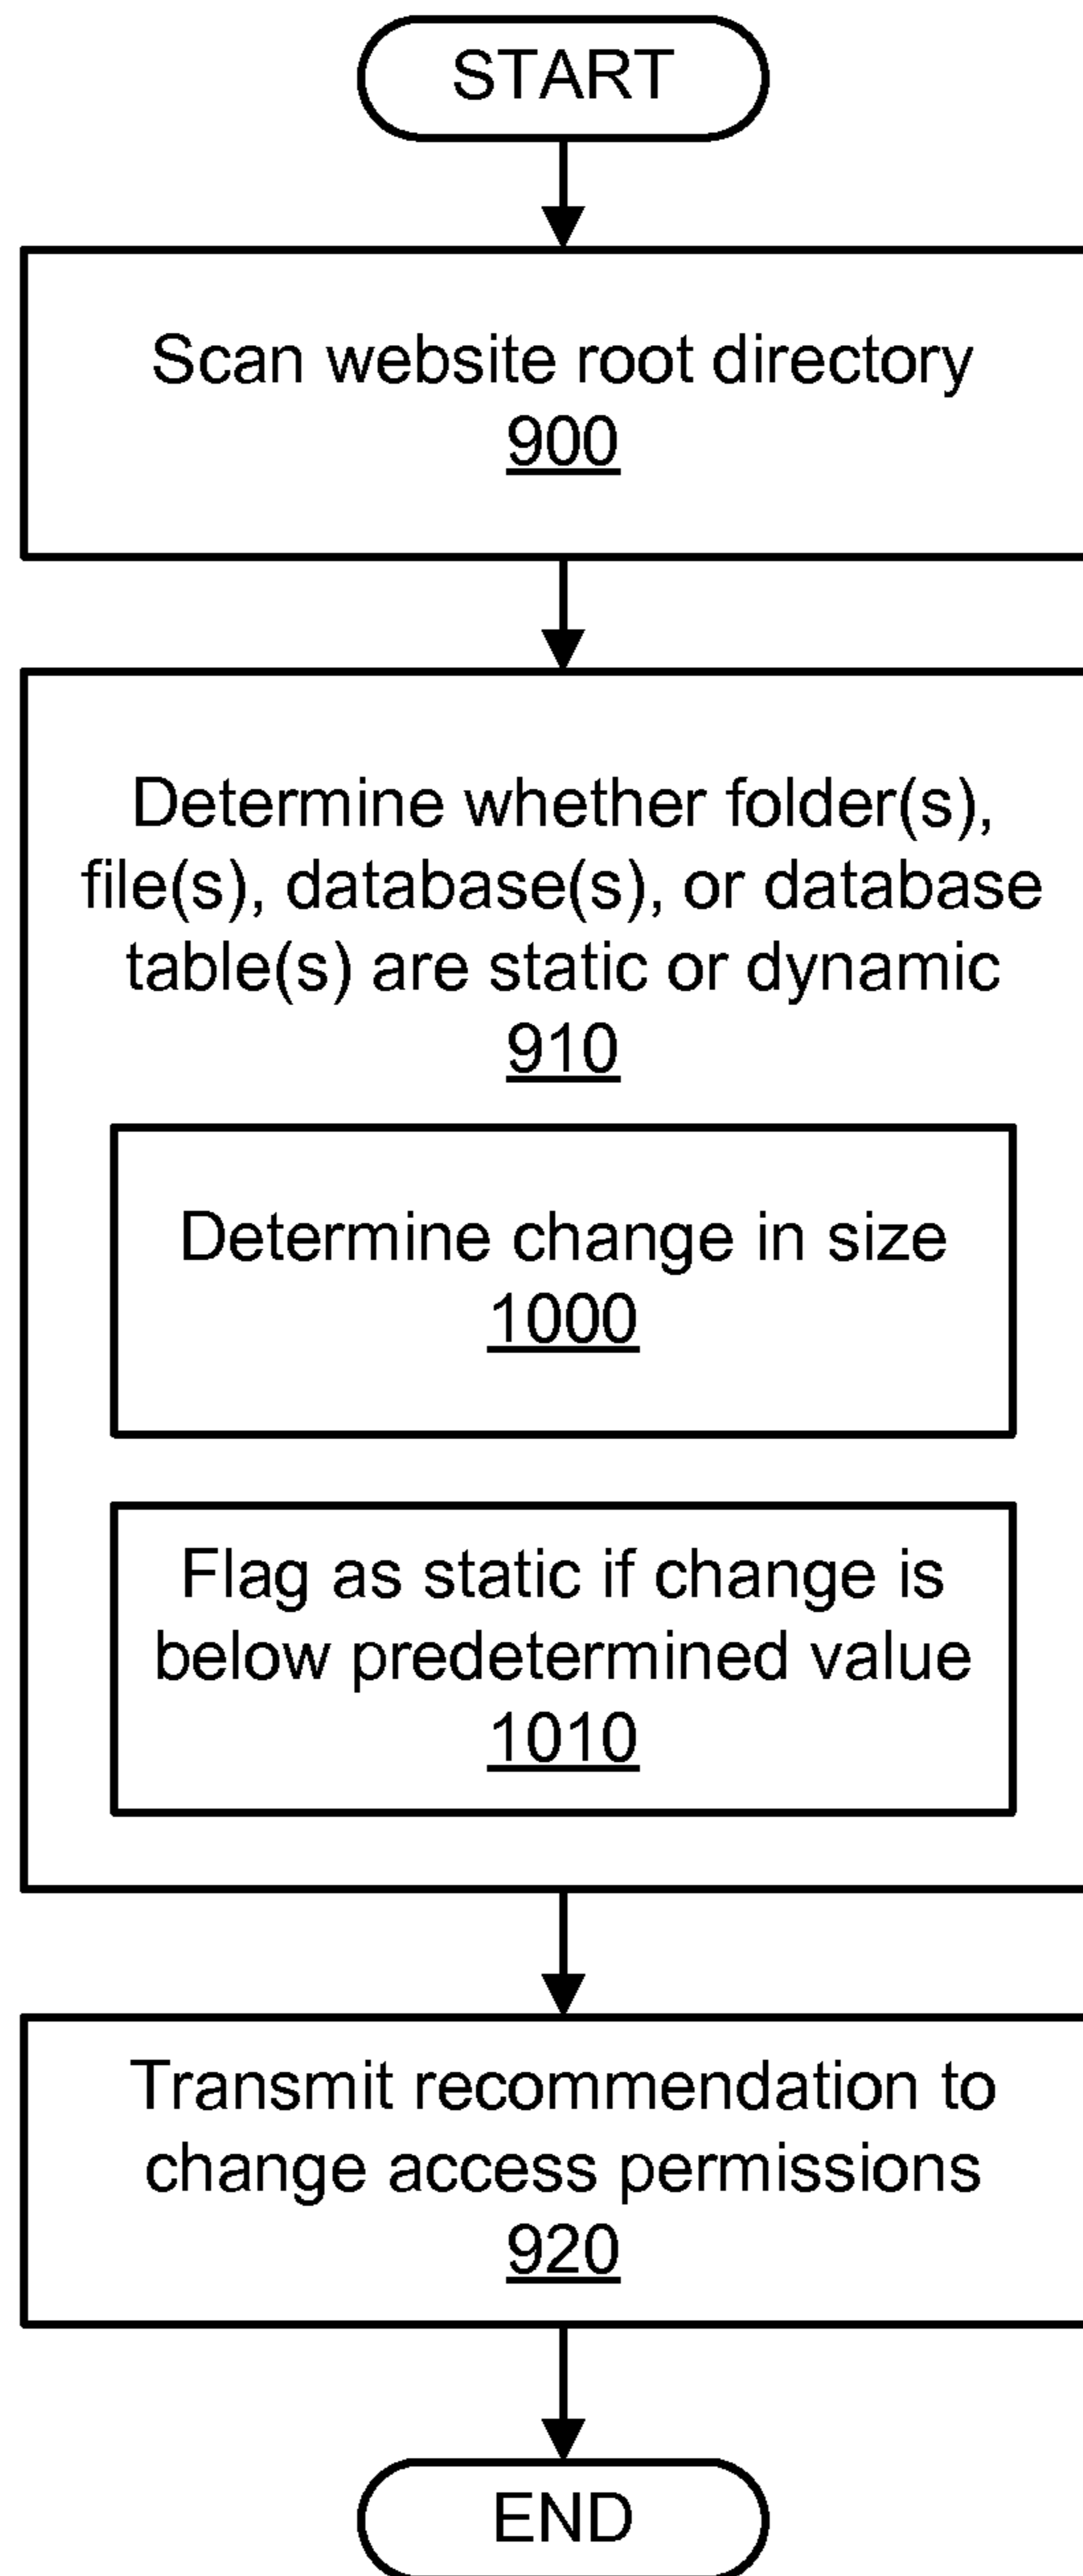 START
Scan website root directory
900
Determine whether folder(s),
file(s), database(s), or database
table(s) are static or dynamic
910
Determine change in size
1000
Flag as static if change is
below predetermined value
1010
Transmit recommendation to
change access permissions
920
END